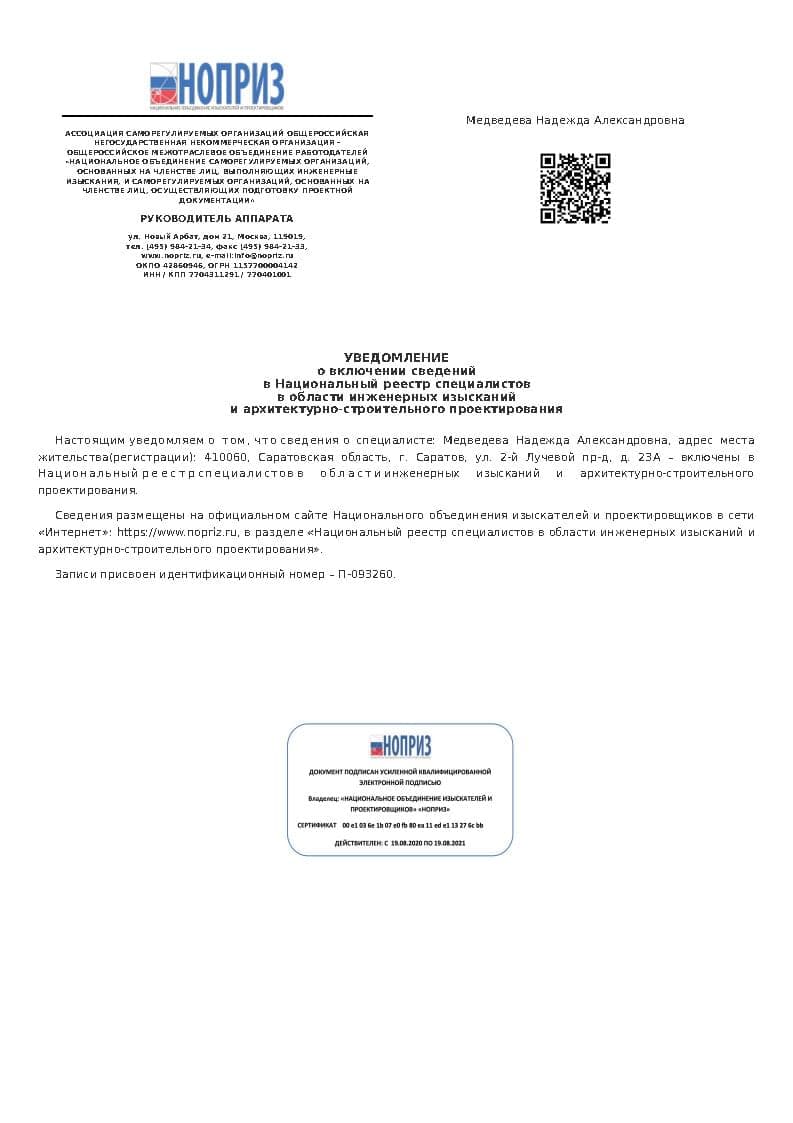 НОПРИЗ
НАЦИОНАЛЬНОЕ ОБЪЕДИНЕНИЕ ИЗЫСКАТЕЛЕЙ И ПРОЕКТИРОВЩИКОВ
АССОЦИАЦИЯ САМОРЕГУЛИРУЕМЫХ ОРГАНИЗАЦИЙ ОБЩЕРОССИЙСКАЯ
НЕГОСУДАРСТВЕННАЯ НЕКОММЕРЧЕСКАЯ ОРГАНИЗАЦИЯ –
ОБЩЕРОССИЙСКОЕ МЕЖОТРАСЛЕВОЕ ОБЪЕДИНЕНИЕ РАБОТОДАТЕЛЕЙ
«НАЦИОНАЛЬНОЕ ОБЪЕДИНЕНИЕ САМОРЕГУЛИРУЕМЫХ ОРГАНИЗАЦИЙ,
ОСНОВАННЫХ НА ЧЛЕНСТВЕ ЛИЦ, ВЫПОЛНЯЮЩИХ ИНЖЕНЕРНЫЕ
ИЗЫСКАНИЯ, И САМОРЕГУЛИРУЕМЫХ ОРГАНИЗАЦИЙ, ОСНОВАННЫХ НА
ЧЛЕНСТВЕ ЛИЦ, ОСУЩЕСТВЛЯЮЩИХ ПОДГОТОВКУ ПРОЕКТНОЙ
ДОКУМЕНТАЦИИ»
РУКОВОДИТЕЛЬ АППАРАТА
ул. Новый Арбат, дом 21, Москва, 119019,
тел. (495) 984-21-34, факс (495) 984-21-33,
www.nopriz.ru, e-mail:info@nopriz.ru
ОКПО 42860946, ОГРН 1157700004142
ИНН / КПП 7704311291 / 770401001
Медведева Надежда Александровна
УВЕДОМЛЕНИЕ
о включении сведений
в Национальный реестр специалистов
в области инженерных изысканий
и архитектурно-строительного проектирования
Настоящим уведомляем о том, что сведения о специалисте: Медведева Надежда Александровна, адрес места
жительства(регистрации): 410060, Саратовская область, г. Саратов, ул. 2-й Лучевой пр-д, д. 23А – включены в
Национальный реестр специалистов в области инженерных изысканий и архитектурно-строительного
проектирования.
Сведения размещены на официальном сайте Национального объединения изыскателей и проектировщиков в сети
«Интернет»: https://www.nopriz.ru, в разделе «Национальный реестр специалистов в области инженерных изысканий и
архитектурно-строительного проектирования».
Записи присвоен идентификационный номер – П-093260.
НОПРИЗ
ДОКУМЕНТ ПОДПИСАН УСИЛЕННОЙ КВАЛИФИЦИРОВАННОЙ
ЭЛЕКТРОННОЙ ПОДПИСЬЮ
Владелец: «НАЦИОНАЛЬНОЕ ОБЪЕДИНЕНИЕ ИЗЫСКАТЕЛЕЙ И
ПРОЕКТИРОВЩИКОВ» «НОПРИЗ»
СЕРТИФИКАТ 00 e1 03 6e 1b 07 e0 fb 80 ea 11 ed e1 13 27 6c bb
ДЕЙСТВИТЕЛЕН: С 19.08.2020 ПО 19.08.2021